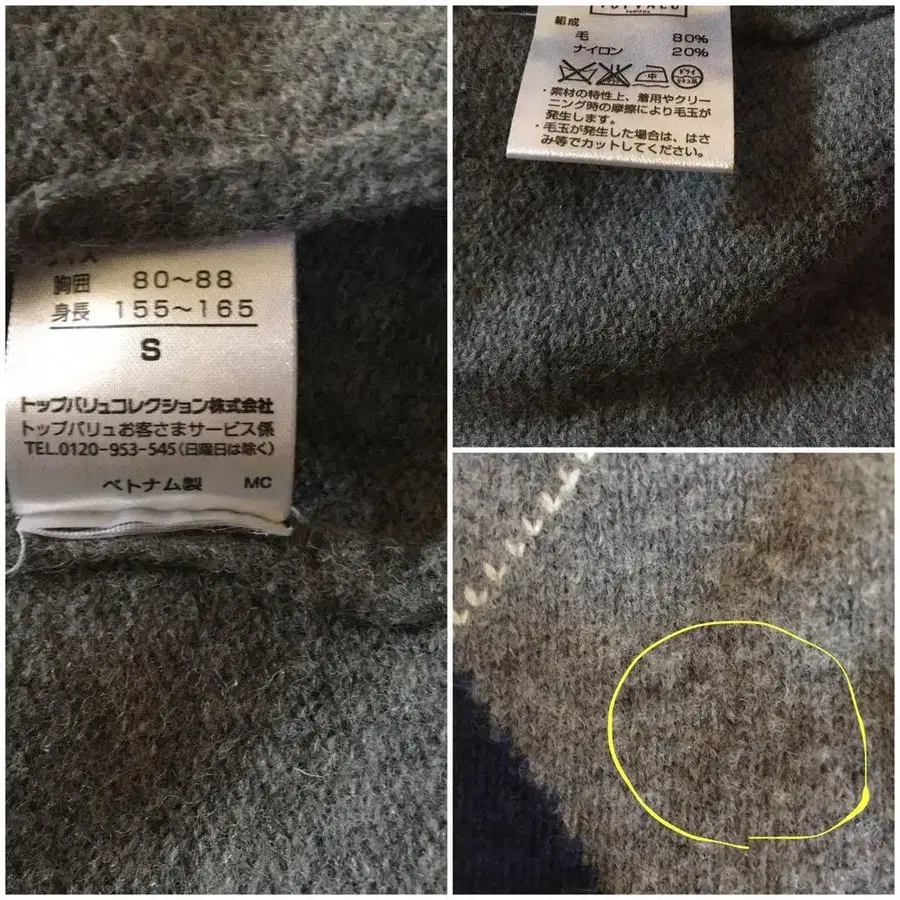 胸囲 80～88
身長 155～165
S
トップバリュコレクション株式会社
トップバリュお客さまサービス係
TEL.0120-953-545(日曜日は除く)
ベトナム製 MC
組成
毛 80%
ナイロン 20%
中
ドライ
・素材の特性上、着用やクリー
ニング時の摩擦により毛玉が
発生します。
・毛玉が発生した場合は、はさ
み等でカットしてください。